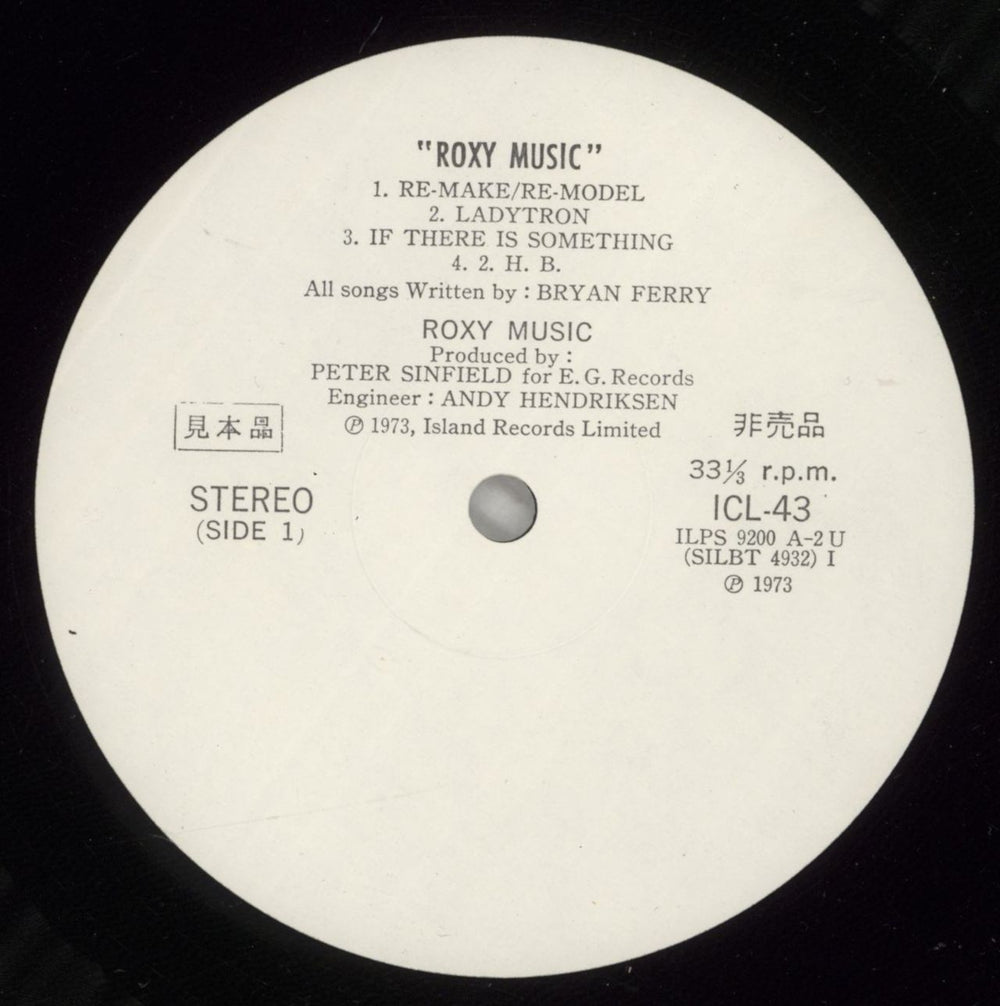 "ROXY MUSIC"
1. RE-MAKE/RE-MODEL
2. LADYTRON
3. IF THERE IS SOMETHING
4. 2. H. B.
All songs Written by : BRYAN FERRY
ROXY MUSIC
Produced by :
PETER SINFIELD for E. G. Records
Engineer : ANDY HENDRIKSEN
Ⓟ 1973, Island Records Limited
見本品
STEREO
(SIDE 1)
非売品
33⅓ r.p.m.
ICL-43
ILPS 9200 A-2 U
(SILBT 4932) I
Ⓟ 1973